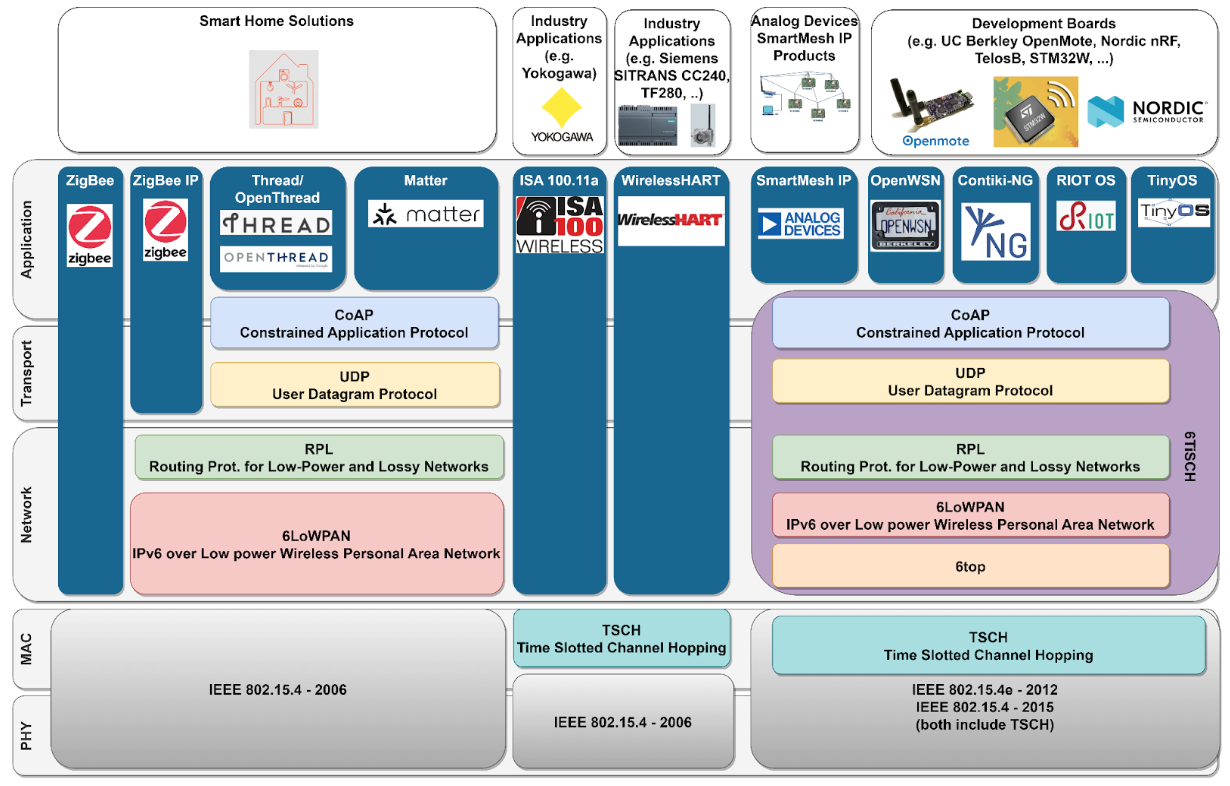 Smart Home Solutions
Industry
Applications
(e.g.
Yokogawa)
YOKOGAWA
Industry
Applications
(e.g. Siemens
SITRANS CC240,
TF280, ..)
Analog Devices
SmartMesh IP
Products
Development Boards
(e.g. UC Berkley OpenMote, Nordic nRF,
TelosB, STM32W, ...)
Openmote
STM32W
NORDIC
SEMICONDUCTOR
Application
ZigBee
zigbee
ZigBee IP
zigbee
Thread/
OpenThread
THREAD
OPENTHREAD
Matter
matter
ISA 100.11a
ISA
100
WIRELESS
WirelessHART
WirelessHART
SmartMesh IP
ANALOG
DEVICES
OpenWSN
California
OPENWSN
BERKELEY
Contiki-NG
NG
RIOT OS
RIOT
TinyOS
TinyOS
CoAP
Constrained Application Protocol
CoAP
Constrained Application Protocol
Transport
UDP
User Datagram Protocol
UDP
User Datagram Protocol
6TiSCH
Network
RPL
Routing Prot. for Low-Power and Lossy Networks
RPL
Routing Prot. for Low-Power and Lossy Networks
6LoWPAN
IPv6 over Low power Wireless Personal Area Network
6LoWPAN
IPv6 over Low power Wireless Personal Area Network
6top
MAC
TSCH
Time Slotted Channel Hopping
TSCH
Time Slotted Channel Hopping
IEEE 802.15.4 - 2006
PHY
IEEE 802.15.4 - 2006
IEEE 802.15.4e - 2012
IEEE 802.15.4 - 2015
(both include TSCH)